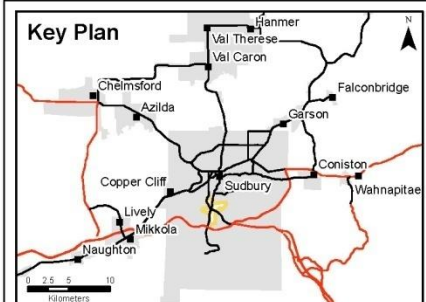 Key Plan
N
Hanmer
Val Therese
Val Caron
Chelmsford
Azilda
Falconbridge
Garson
Coniston
Wahnapitae
Copper Cliff
Sudbury
Lively
Mikkola
Naughton
0 2.5 5 10
Kilometers